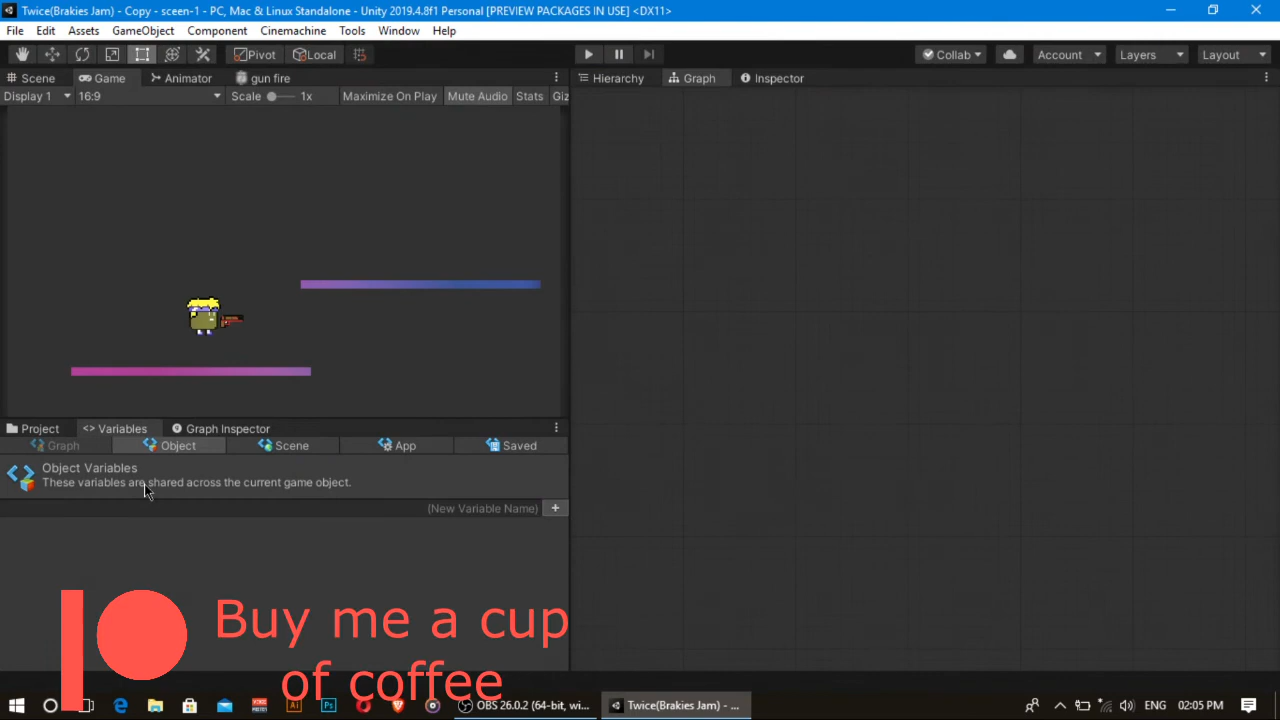 Twice(Brakies Jam) - Copy - sceen-1 - PC, Mac & Linux Standalone - Unity 2019.4.8f1 Personal [PREVIEW PACKAGES IN USE] <DX11>
File Edit Assets GameObject Component Cinemachine Tools Window Help
Pivot Local Collab Account Layers Layout
Scene Game Animator gun fire Hierarchy Graph Inspector
Display 1 16:9 Scale 1x Maximize On Play Mute Audio Stats Giz
Project <> Variables Graph Inspector
Graph Object Scene App Saved
Object Variables
These variables are shared across the current game object.
(New Variable Name) +
Buy me a cup
of coffee
OBS 26.0.2 (64-bit, wi... Twice(Brakies Jam) - ... ENG 02:05 PM